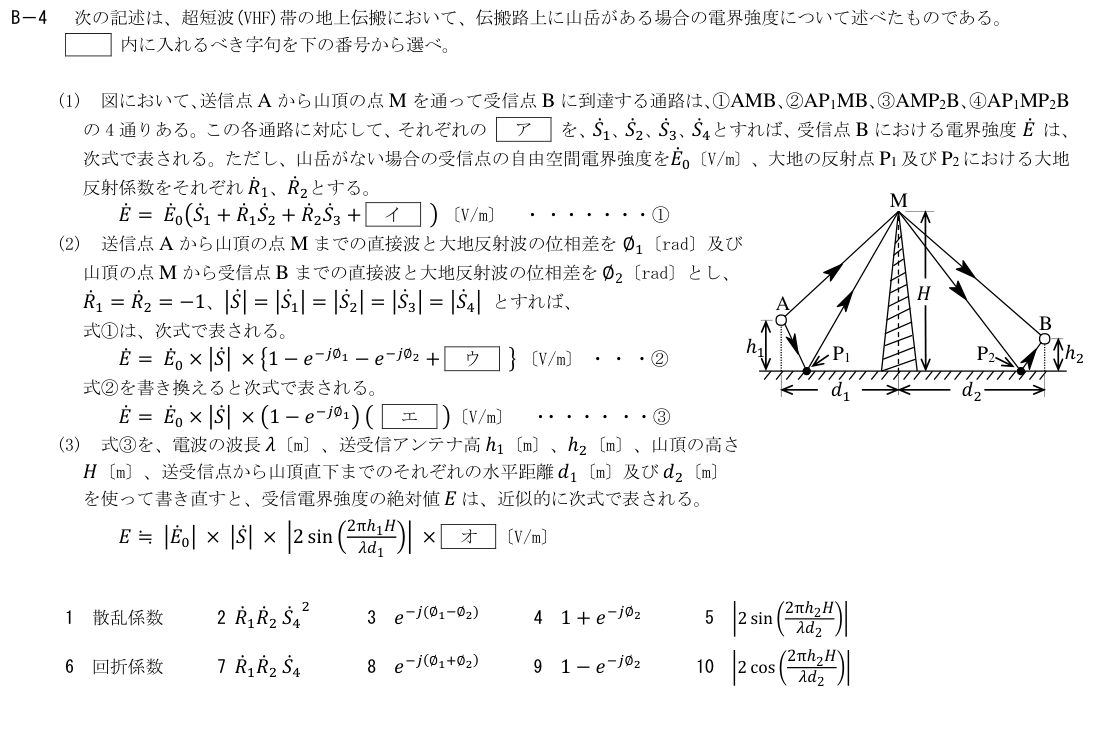 B－4　次の記述は、超短波(VHF)帯の地上伝搬において、伝搬路上に山岳がある場合の電界強度について述べたものである。
□ 内に入れるべき字句を下の番号から選べ。
(1)　図において、送信点 A から山頂の点 M を通って受信点 B に到達する通路は、①AMB、②AP₁MB、③AMP₂B、④AP₁MP₂B
の４通りある。この各通路に対応して、それぞれの ［ ア ］ を、Ṡ₁、Ṡ₂、Ṡ₃、Ṡ₄とすれば、受信点 B における電界強度 Ė は、
次式で表される。ただし、山岳がない場合の受信点の自由空間電界強度をĖ₀〔V/m〕、大地の反射点 P₁ 及び P₂ における大地
反射係数をそれぞれ Ṙ₁、Ṙ₂とする。
Ė = Ė₀(Ṡ₁ + Ṙ₁Ṡ₂ + Ṙ₂Ṡ₃ + ［ イ ］ )〔V/m〕　・・・・・・・①
(2)　送信点 A から山頂の点 M までの直接波と大地反射波の位相差を ∅₁〔rad〕及び
山頂の点 M から受信点 B までの直接波と大地反射波の位相差を ∅₂〔rad〕とし、
Ṙ₁ = Ṙ₂ = −1、|Ṡ| = |Ṡ₁| = |Ṡ₂| = |Ṡ₃| = |Ṡ₄| とすれば、
式①は、次式で表される。
Ė = Ė₀ × |Ṡ| × {1 − e^{−j∅₁} − e^{−j∅₂} + ［ ウ ］ }〔V/m〕　・・・②
式②を書き換えると次式で表される。
Ė = Ė₀ × |Ṡ| × (1 − e^{−j∅₁})( ［ エ ］ )〔V/m〕　・・・・・・・③
(3)　式③を、電波の波長 λ〔m〕、送受信アンテナ高 h₁〔m〕、h₂〔m〕、山頂の高さ
H〔m〕、送受信点から山頂直下までのそれぞれの水平距離 d₁〔m〕及び d₂〔m〕
を使って書き直すと、受信電界強度の絶対値 E は、近似的に次式で表される。
E ≒ |Ė₀| × |Ṡ| × |2 sin(2πh₁H/λd₁)| × ［ オ ］〔V/m〕
M
A
H
B
h₁
P₁
P₂
h₂
d₁
d₂
1　散乱係数　2　Ṙ₁Ṙ₂ Ṡ₄²　3　e^{−j(∅₁−∅₂)}　4　1 + e^{−j∅₂}　5　|2 sin(2πh₂H/λd₂)|
6　回折係数　7　Ṙ₁Ṙ₂ Ṡ₄　8　e^{−j(∅₁+∅₂)}　9　1 − e^{−j∅₂}　10　|2 cos(2πh₂H/λd₂)|